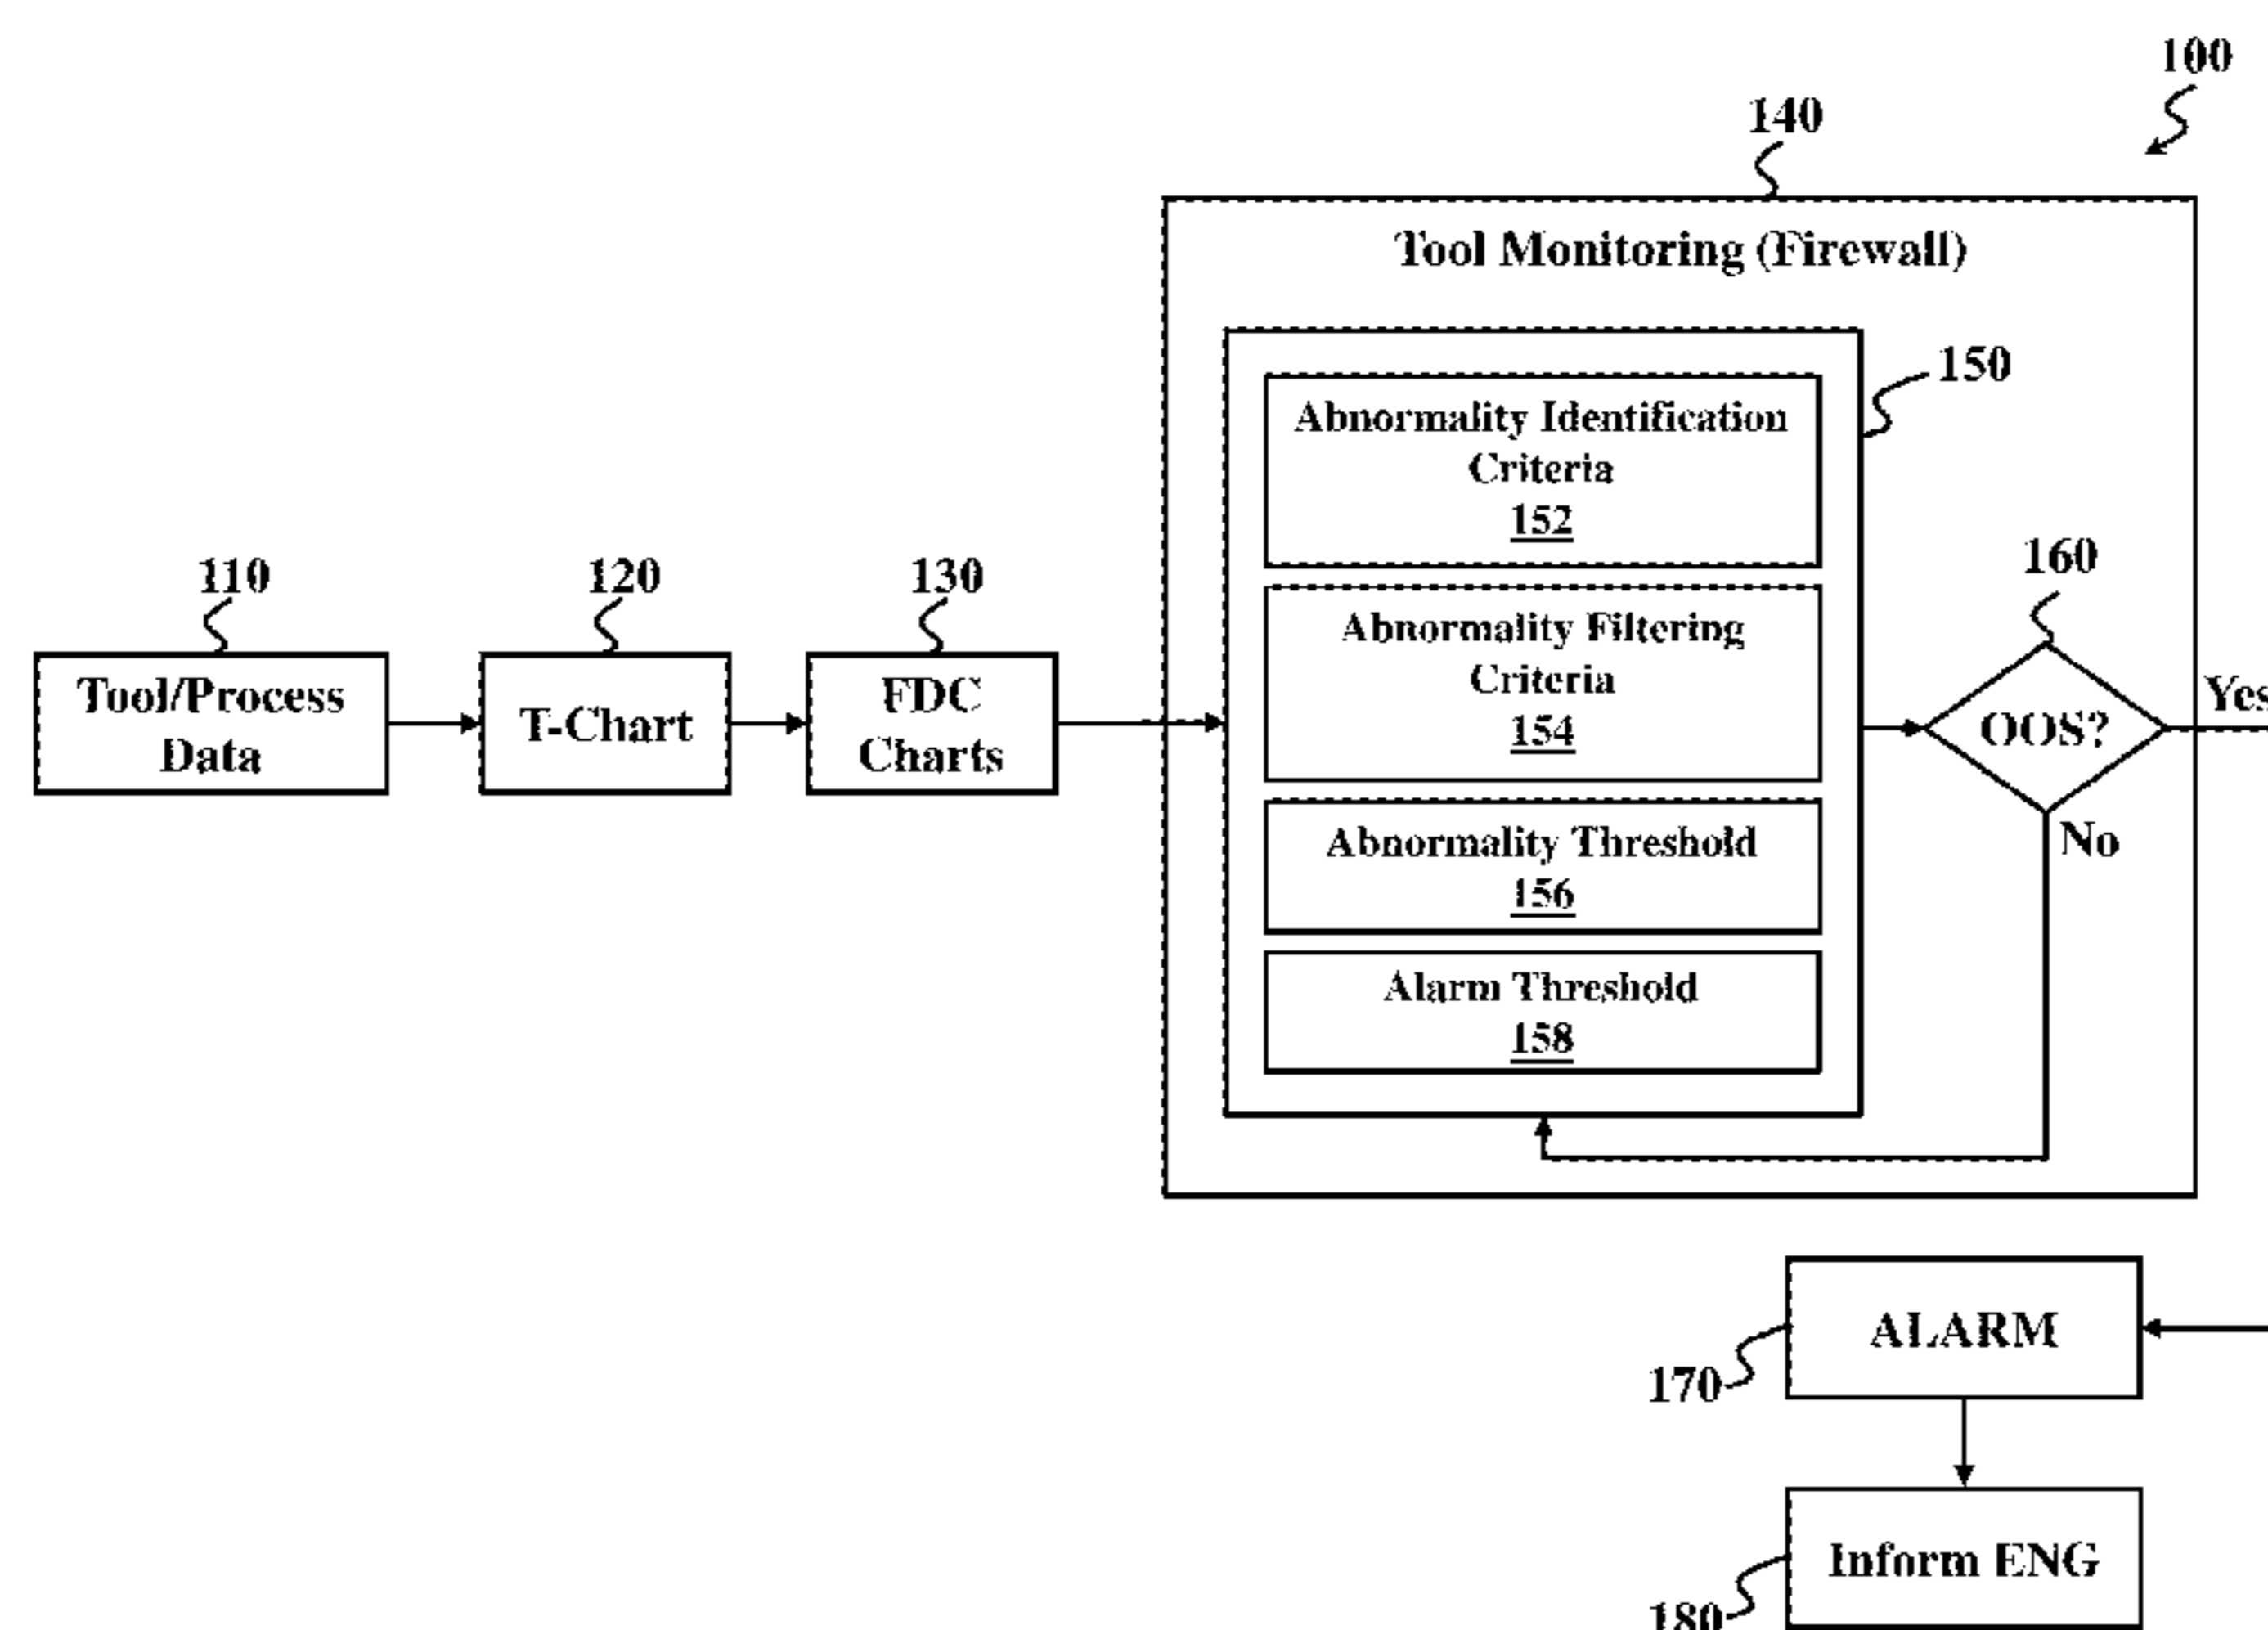 100
140
Tool Monitoring (Firewall)
150
Abnormality Identification
Criteria
152
160
110
120
130
Abnormality Filtering
Criteria
154
Tool/Process
Data
T-Chart
FDC
Charts
OOS?
Yes
No
Abnormality Threshold
156
Alarm Threshold
158
ALARM
170
Inform ENG
180